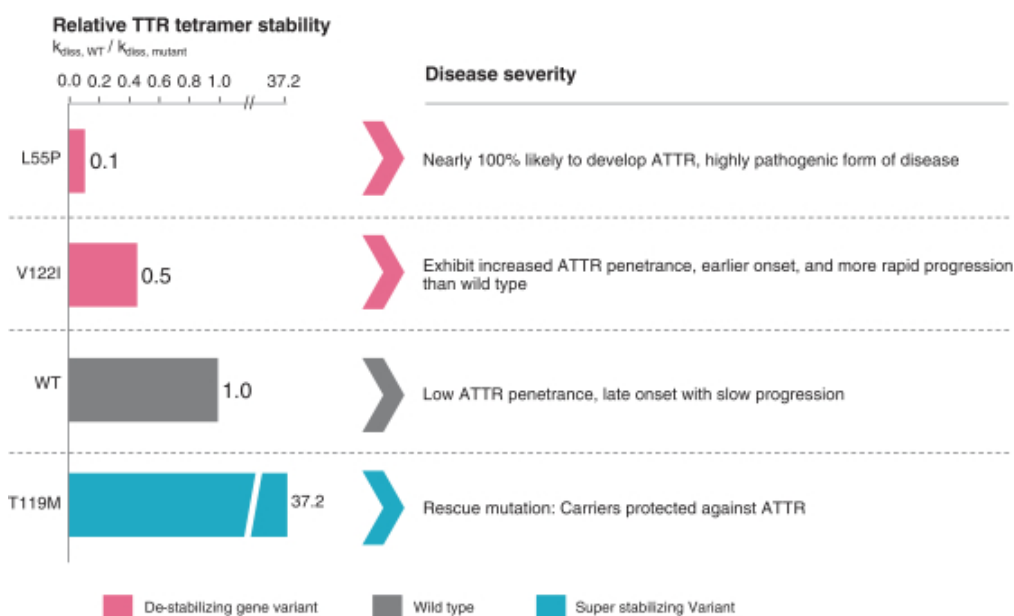 Relative TTR tetramer stability
k diss, WT / k diss, mutant
0.0 0.2 0.4 0.6 0.8 1.0 // 37.2
Disease severity
L55P 0.1 Nearly 100% likely to develop ATTR, highly pathogenic form of disease
V122I 0.5 Exhibit increased ATTR penetrance, earlier onset, and more rapid progression
than wild type
WT 1.0 Low ATTR penetrance, late onset with slow progression
T119M 37.2 Rescue mutation: Carriers protected against ATTR
De-stabilizing gene variant Wild type Super stabilizing Variant